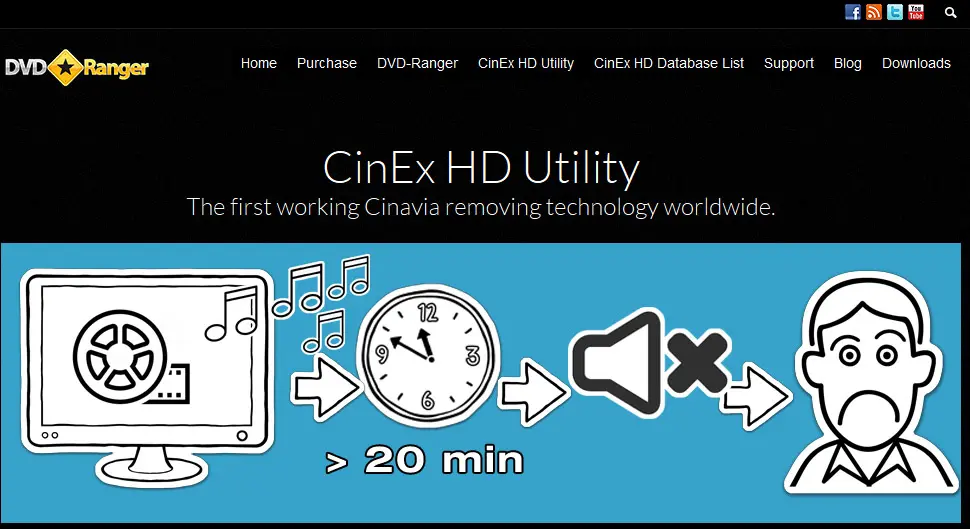 You
Tube
DVD Ranger
Home Purchase DVD-Ranger CinEx HD Utility CinEx HD Database List Support Blog Downloads
CinEx HD Utility
The first working Cinavia removing technology worldwide.
12
9 3
6
> 20 min